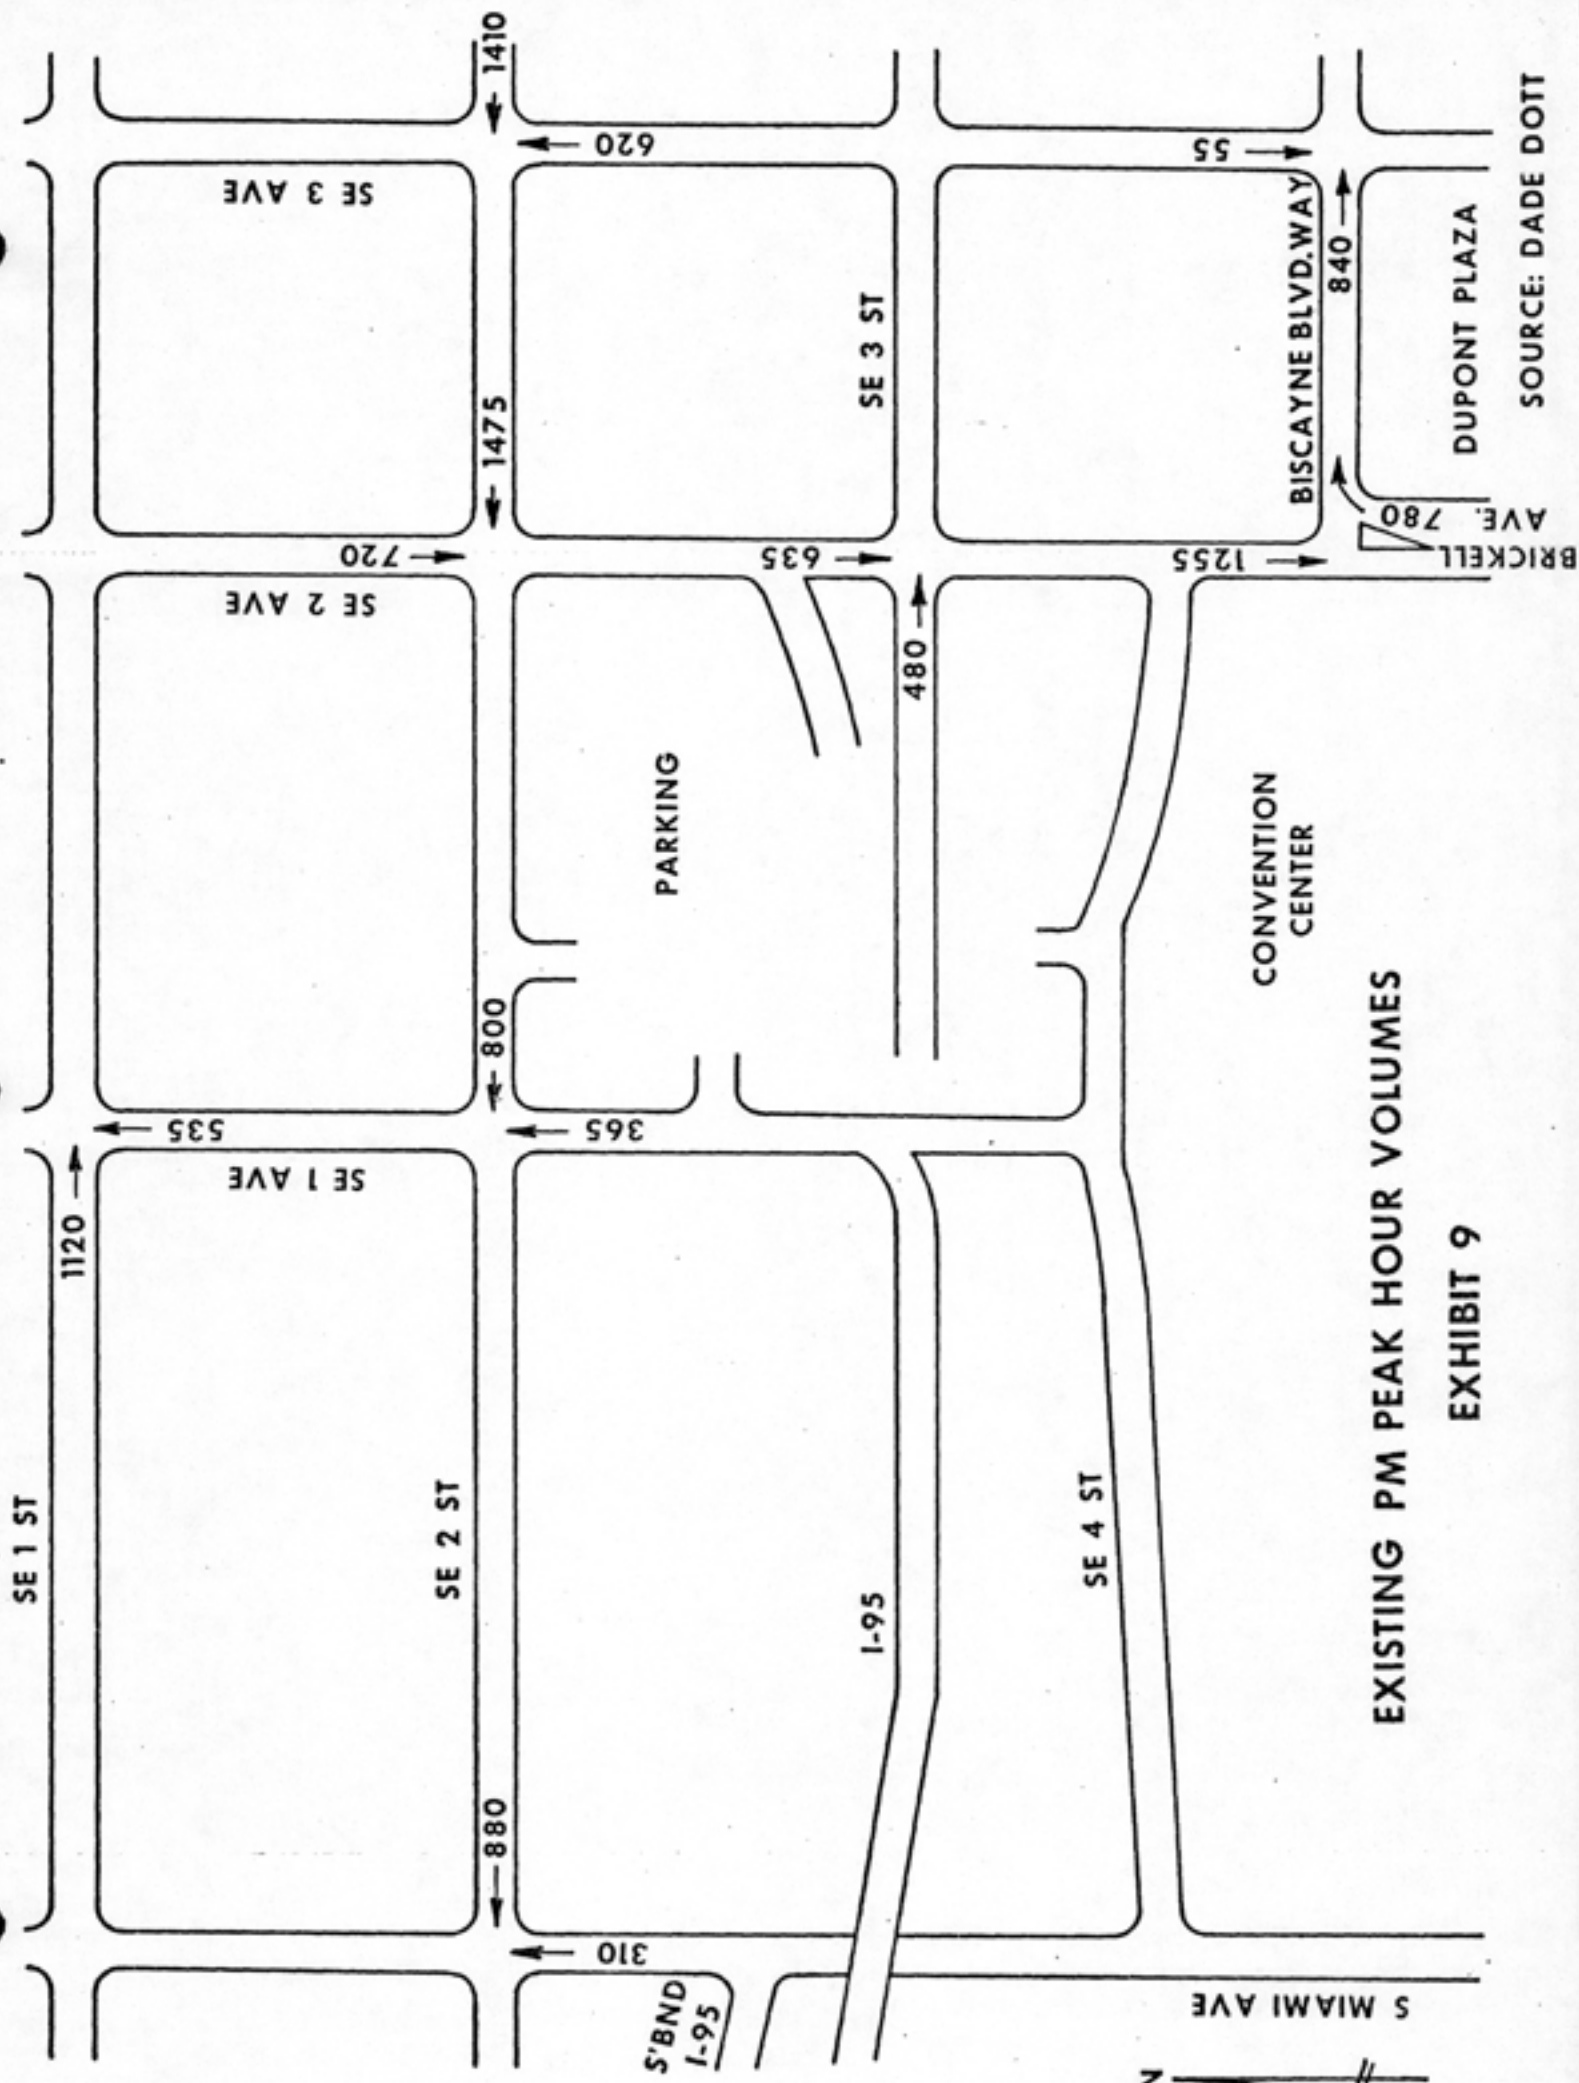 SE 1 ST
1120
535
SE 1 AVE
SE 2 AVE
720
SE 3 AVE
1410
SE 2 ST
880
800
1475
310
365
635
620
S'BND
I-95
PARKING
I-95
480
SE 3 ST
SE 4 ST
1255
55
BISCAYNE BLVD. WAY
840
780
BRICKELL
AVE.
CONVENTION
CENTER
DUPONT PLAZA
S MIAMI AVE
N
EXISTING PM PEAK HOUR VOLUMES
EXHIBIT 9
SOURCE: DADE DOTT